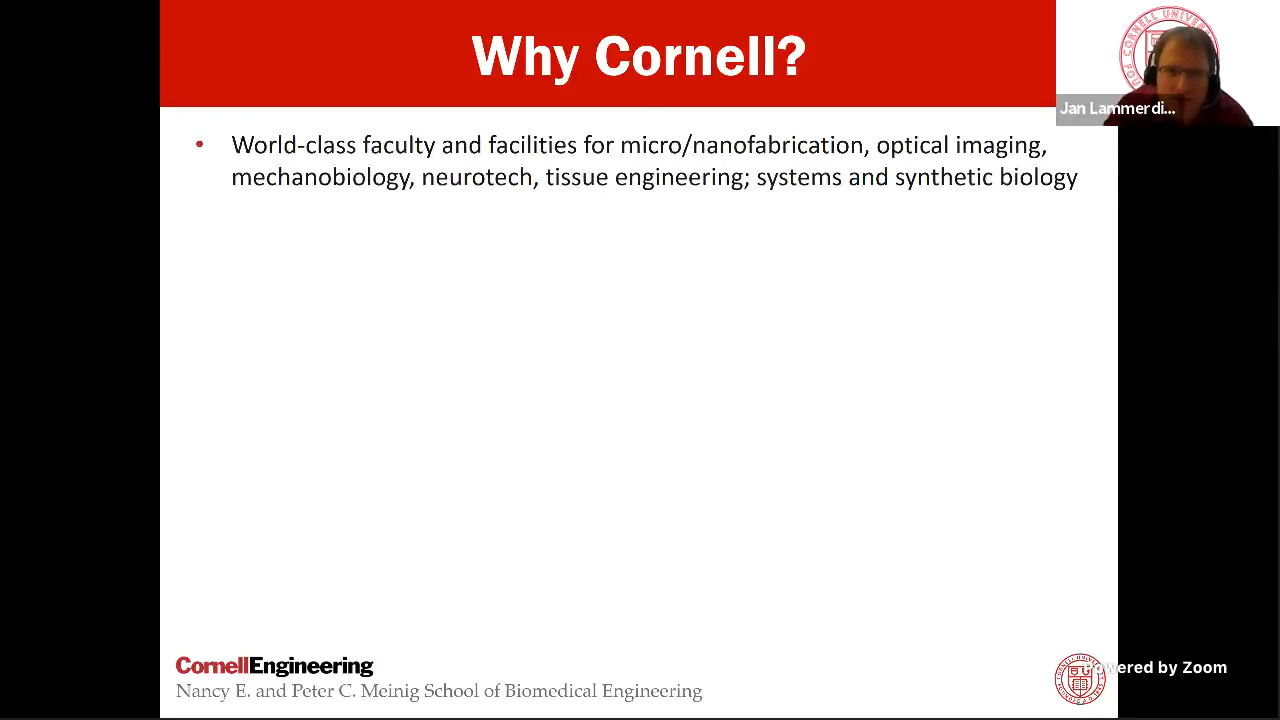 Why Cornell?
Jan Lammerdi...
• World-class faculty and facilities for micro/nanofabrication, optical imaging,
mechanobiology, neurotech, tissue engineering; systems and synthetic biology
CornellEngineering
Nancy E. and Peter C. Meinig School of Biomedical Engineering
Powered by Zoom